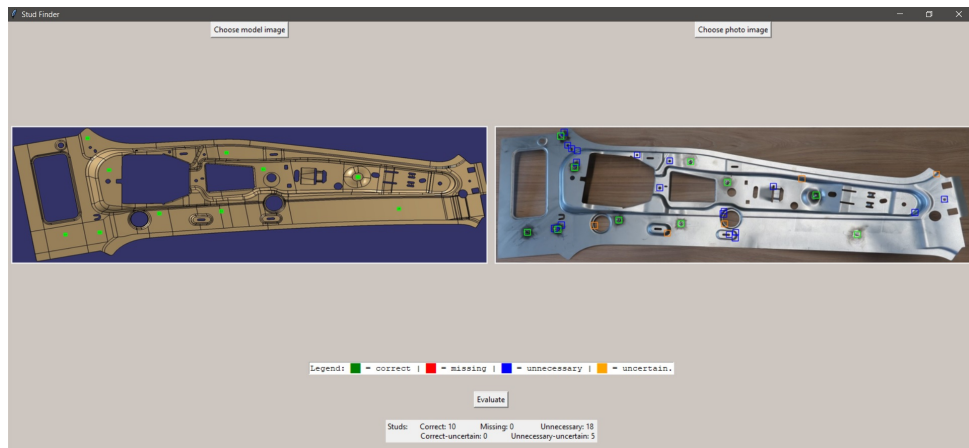 Stud Finder
Choose model image
Choose photo image
Legend: = correct | = missing | = unnecessary | = uncertain.
Evaluate
Studs: Correct: 10 Missing: 0 Unnecessary: 18
Correct-uncertain: 0 Unnecessary-uncertain: 5